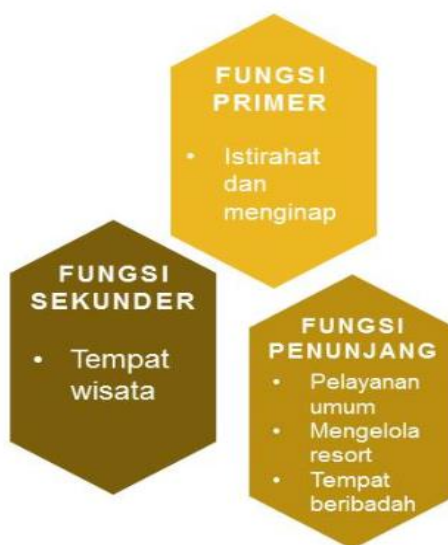 FUNGSI
PRIMER
• Istirahat
dan
menginap
FUNGSI
SEKUNDER
• Tempat
wisata
FUNGSI
PENUNJANG
• Pelayanan
umum
• Mengelola
resort
• Tempat
beribadah